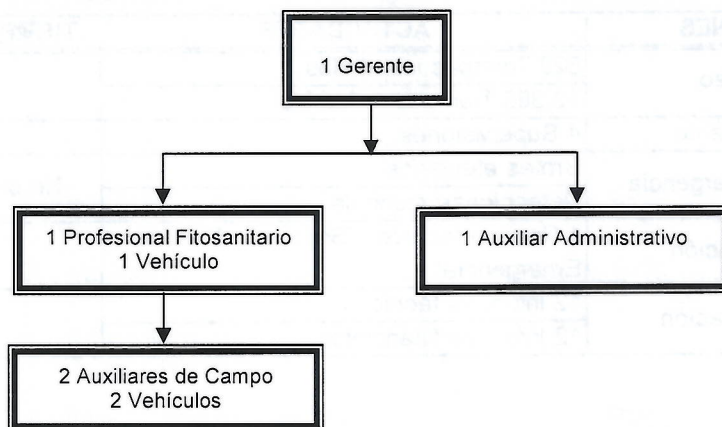 1 Gerente
1 Profesional Fitosanitario
1 Vehículo
1 Auxiliar Administrativo
2 Auxiliares de Campo
2 Vehículos